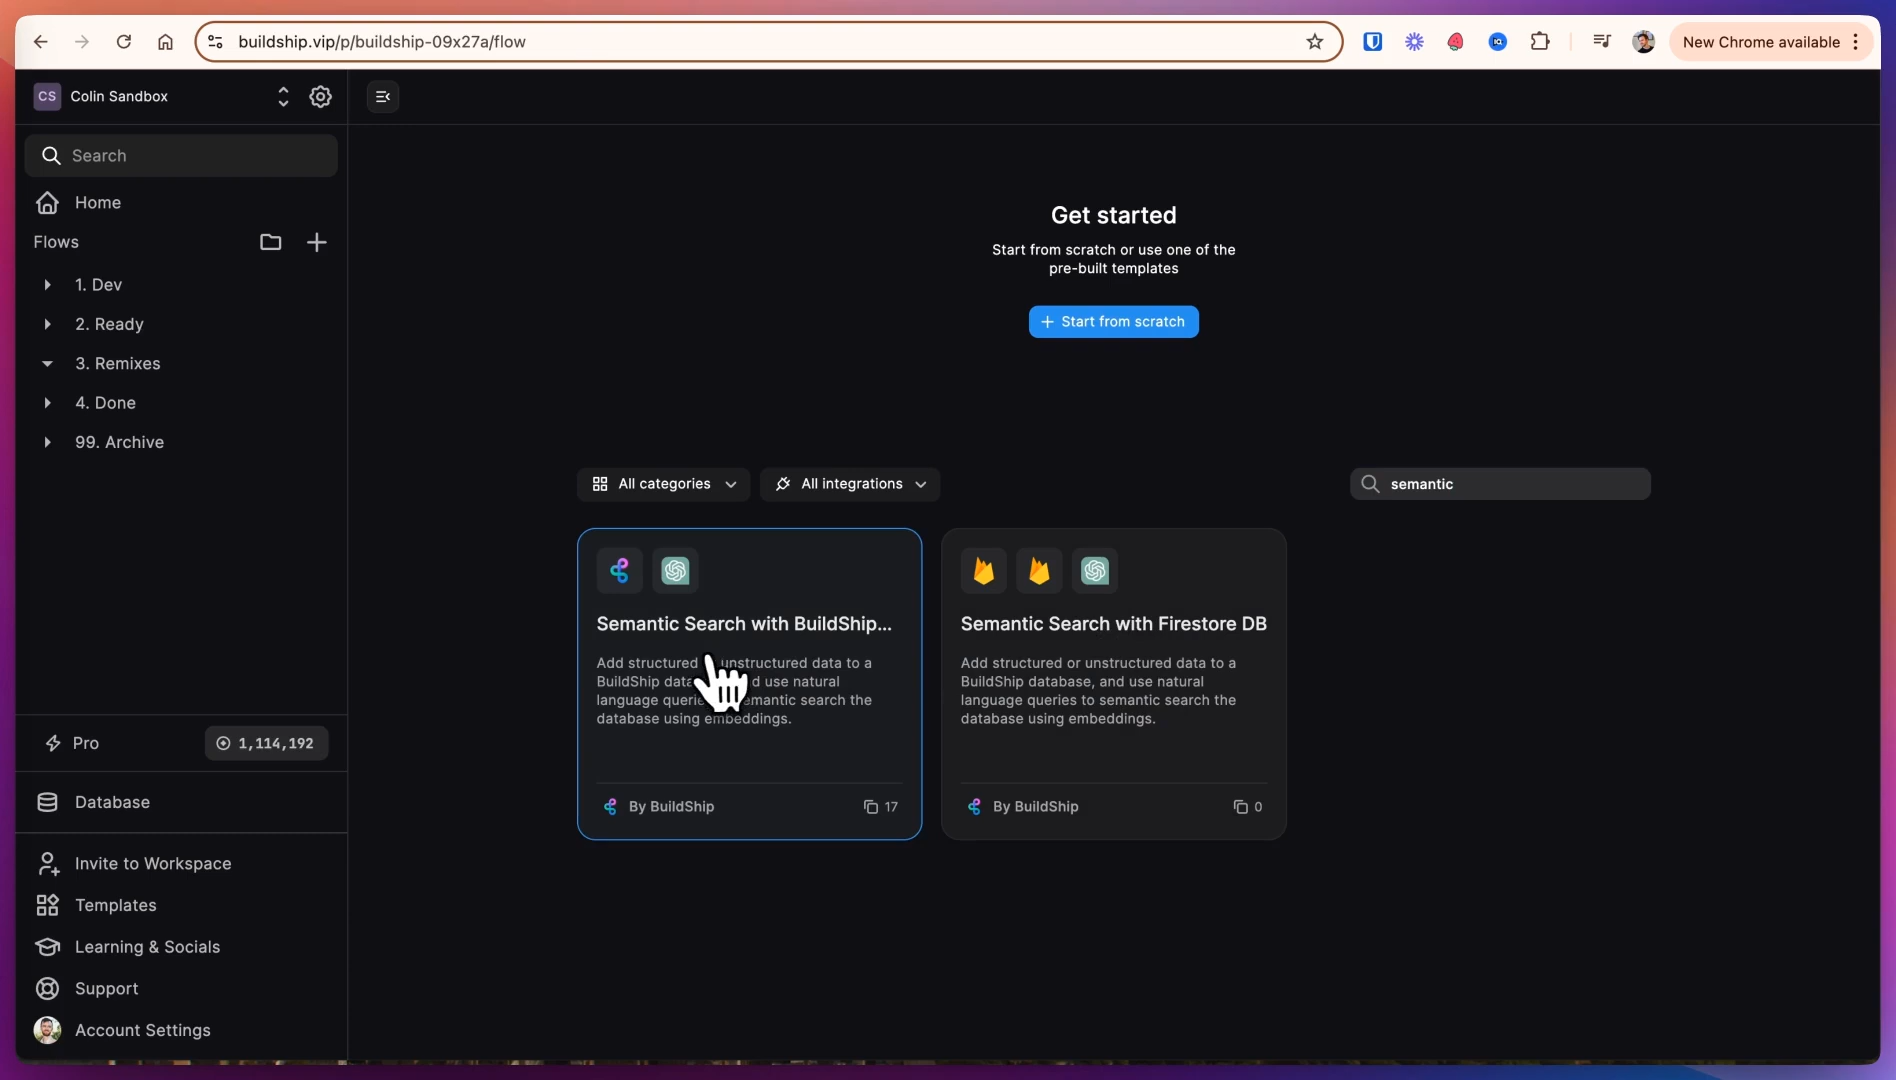 buildship.vip/p/buildship-09x27a/flow
New Chrome available
CS Colin Sandbox
Search
Home
Flows
1. Dev
2. Ready
3. Remixes
4. Done
99. Archive
Pro 1,114,192
Database
Invite to Workspace
Templates
Learning & Socials
Support
Account Settings
Get started
Start from scratch or use one of the
pre-built templates
+ Start from scratch
All categories
All integrations
semantic
Semantic Search with BuildShip...
Add structured unstructured data to a
BuildShip use natural
language semantic search the
database using embeddings.
By BuildShip 17
Semantic Search with Firestore DB
Add structured or unstructured data to a
BuildShip database, and use natural
language queries to semantic search the
database using embeddings.
By BuildShip 0